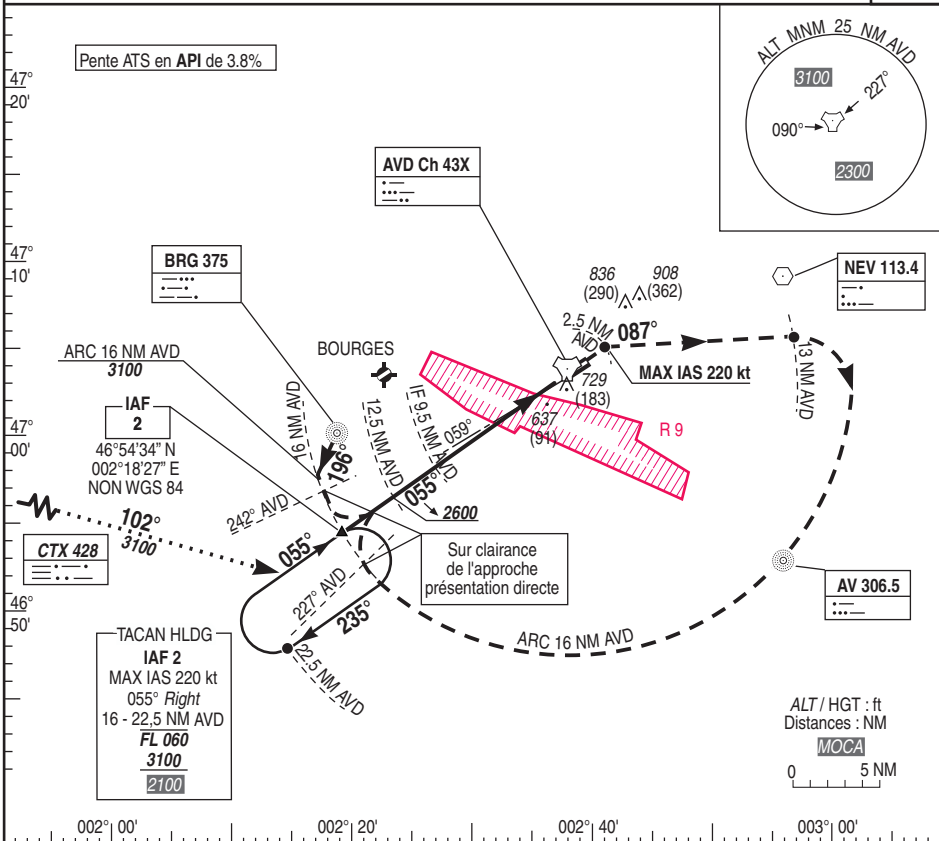 Pente ATS en API de 3.8%
ALT MNM 25 NM AVD
3100
227°
090°
2300
47°
20'
AVD Ch 43X
47°
10'
BRG 375
836
(290)
908
(362)
NEV 113.4
2.5 NM
AVD
087°
ARC 16 NM AVD
3100
BOURGES
MAX IAS 220 kt
13 NM AVD
729
(183)
IAF
2
46°54'34" N
002°18'27" E
NON WGS 84
16 NM AVD
196°
12.5 NM AVD
IF 9.5 NM AVD
059°
637
(91)
R 9
47°
00'
242° AVD
055°
2600
102°
3100
CTX 428
055°
Sur clairance
de l'approche
présentation directe
227° AVD
235°
AV 306.5
46°
50'
ARC 16 NM AVD
22.5 NM AVD
TACAN HLDG
IAF 2
MAX IAS 220 kt
055° Right
16 - 22,5 NM AVD
FL 060
3100
2100
ALT / HGT : ft
Distances : NM
MOCA
0 5 NM
002° 00'
002° 20'
002° 40'
003° 00'